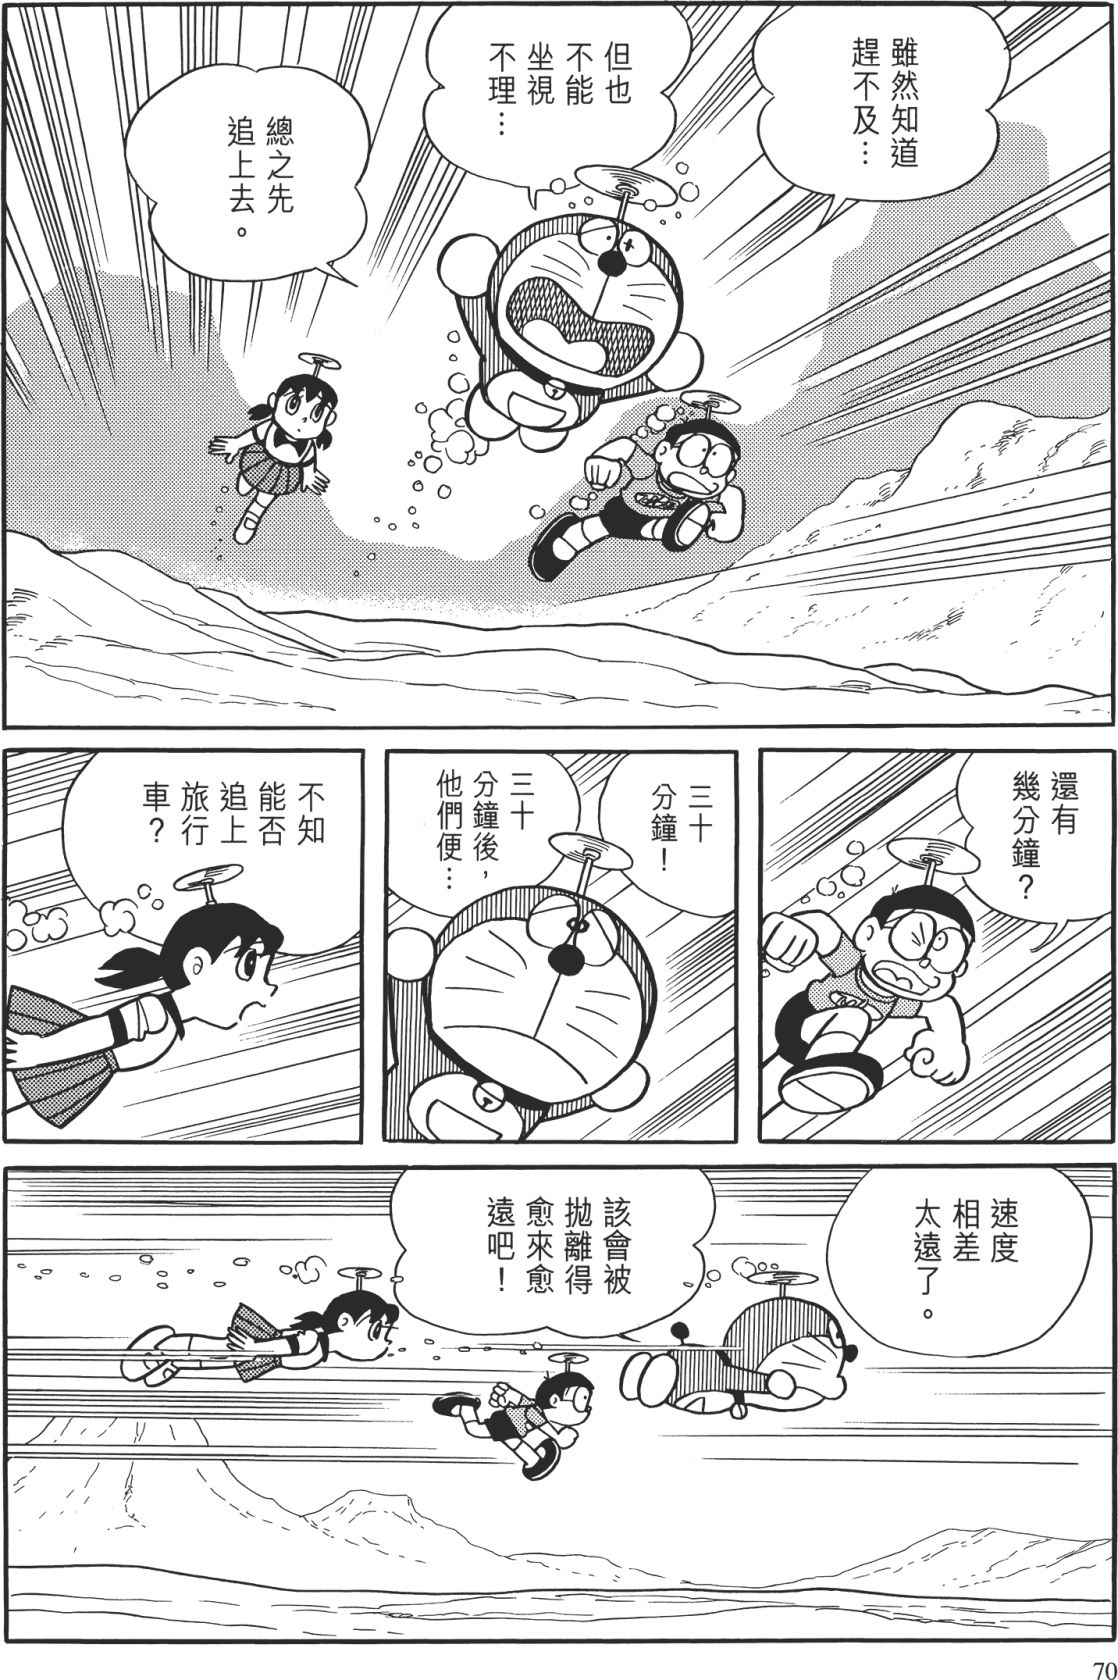 雖然知道
趕不及…
但也
不能
坐視
不理…
總之先
追上去。
還有
幾分鐘？
三十
分鐘！
三十
分鐘後，
他們便…
不知
能否
追上
旅行
車？
速度
相差
太遠了。
該會被
拋離得
愈來愈
遠吧！
70